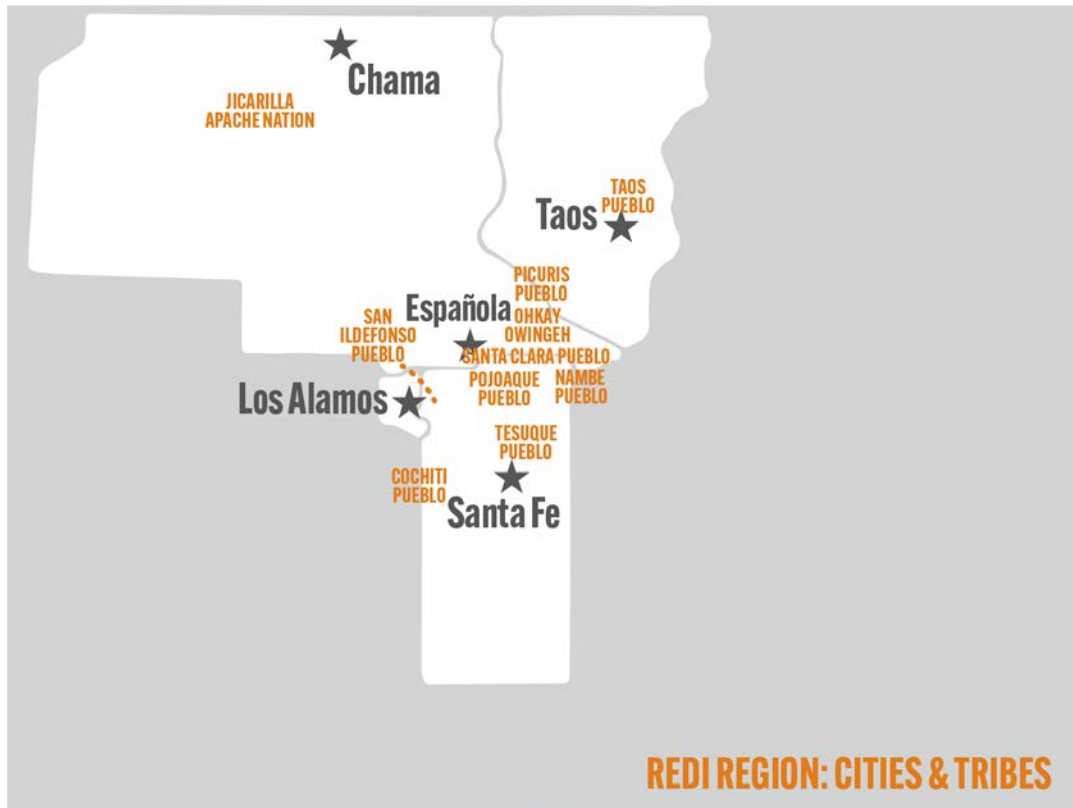 Chama
JICARILLA
APACHE NATION
TAOS
PUEBLO
Taos
PICURIS
PUEBLO
Española
OHKAY
OWINGEH
SAN
ILDEFONSO
PUEBLO
SANTA CLARA PUEBLO
POJOAQUE
PUEBLO
NAMBE
PUEBLO
Los Alamos
TESUQUE
PUEBLO
COCHITI
PUEBLO
Santa Fe
REDI REGION: CITIES & TRIBES